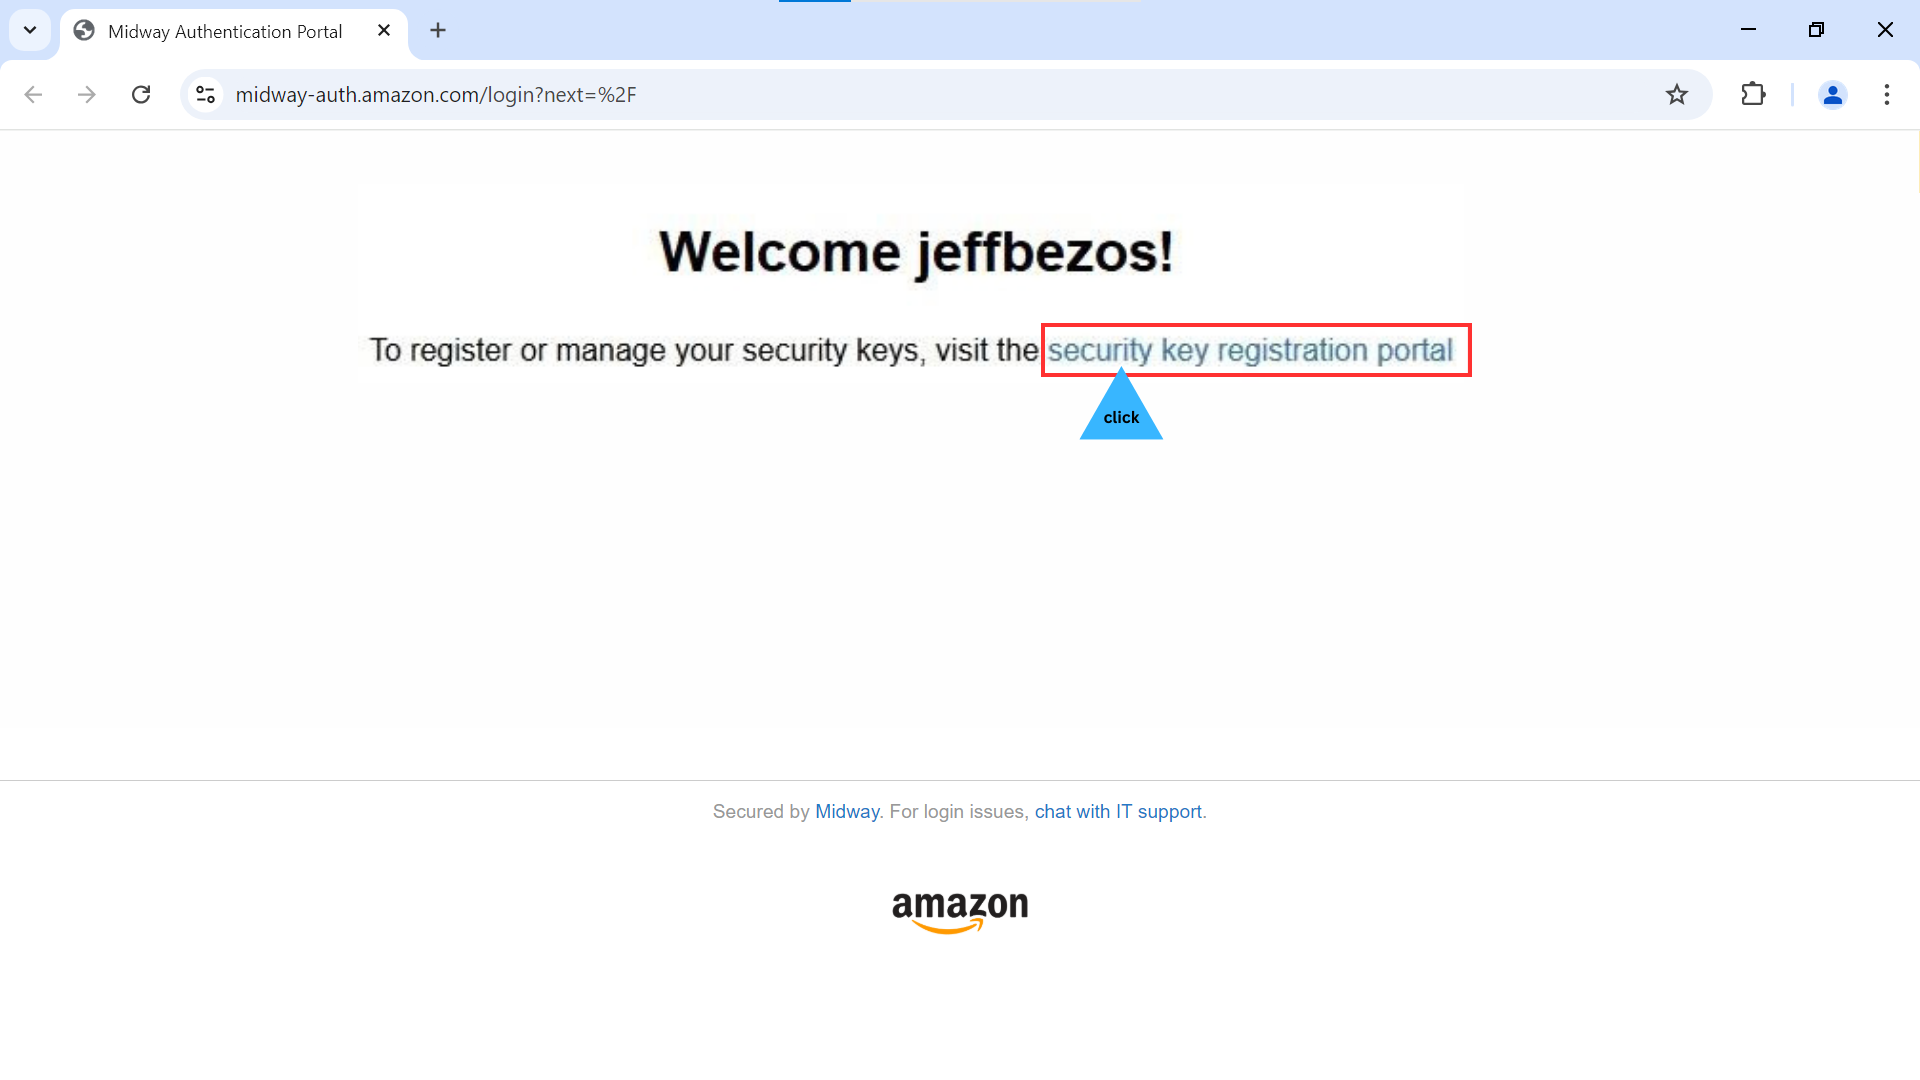 Midway Authentication Portal
midway-auth.amazon.com/login?next=%2F
Welcome jeffbezos!
To register or manage your security keys, visit the security key registration portal
click
Secured by Midway. For login issues, chat with IT support.
amazon